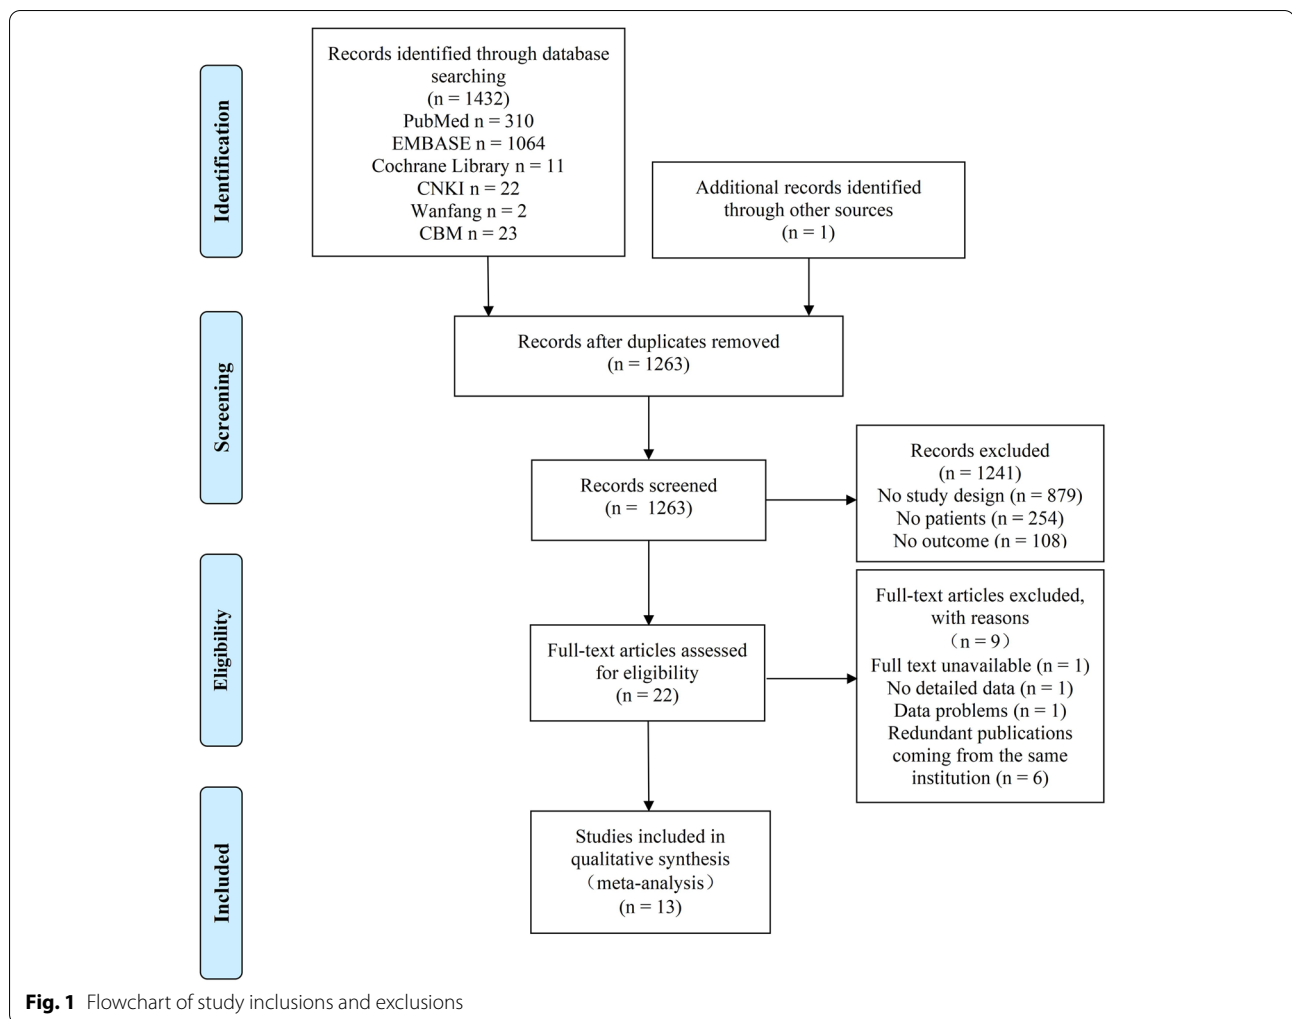 Identification
Records identified through database
searching
(n = 1432)
PubMed n = 310
EMBASE n = 1064
Cochrane Library n = 11
CNKI n = 22
Wanfang n = 2
CBM n = 23
Additional records identified
through other sources
(n = 1)
Screening
Records after duplicates removed
(n = 1263)
Records screened
(n =  1263)
Records excluded
(n = 1241)
No study design (n = 879)
No patients (n = 254)
No outcome (n = 108)
Eligibility
Full-text articles assessed
for eligibility
(n = 22)
Full-text articles excluded,
with reasons
（n = 9）
Full text unavailable (n = 1)
No detailed data (n = 1)
Data problems (n = 1)
Redundant publications
coming from the same
institution (n = 6)
Included
Studies included in
qualitative synthesis
（meta-analysis）
(n = 13)
Fig. 1 Flowchart of study inclusions and exclusions